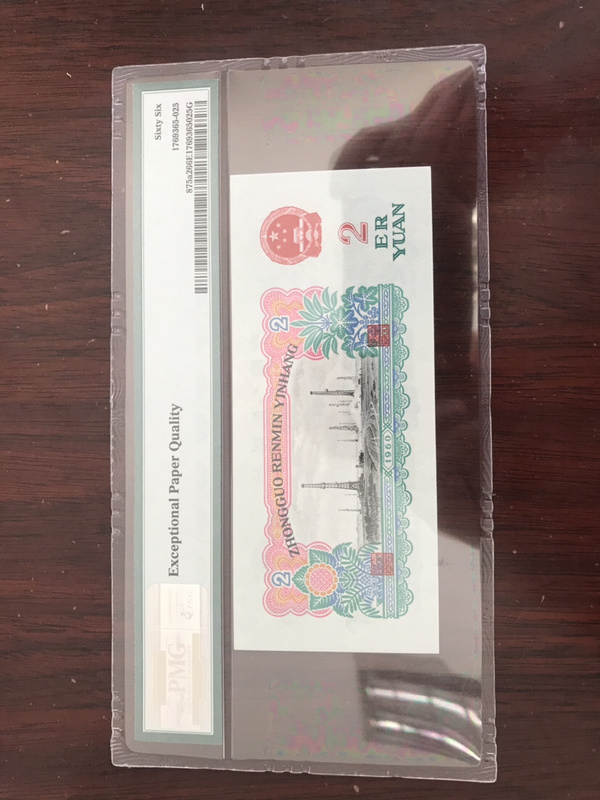 Sixty Six
1769365-025
875a266E1769365025G
Exceptional Paper Quality
PMG
ZHONGGUO RENMIN YINHANG
2
2
1960
2
ER
YUAN